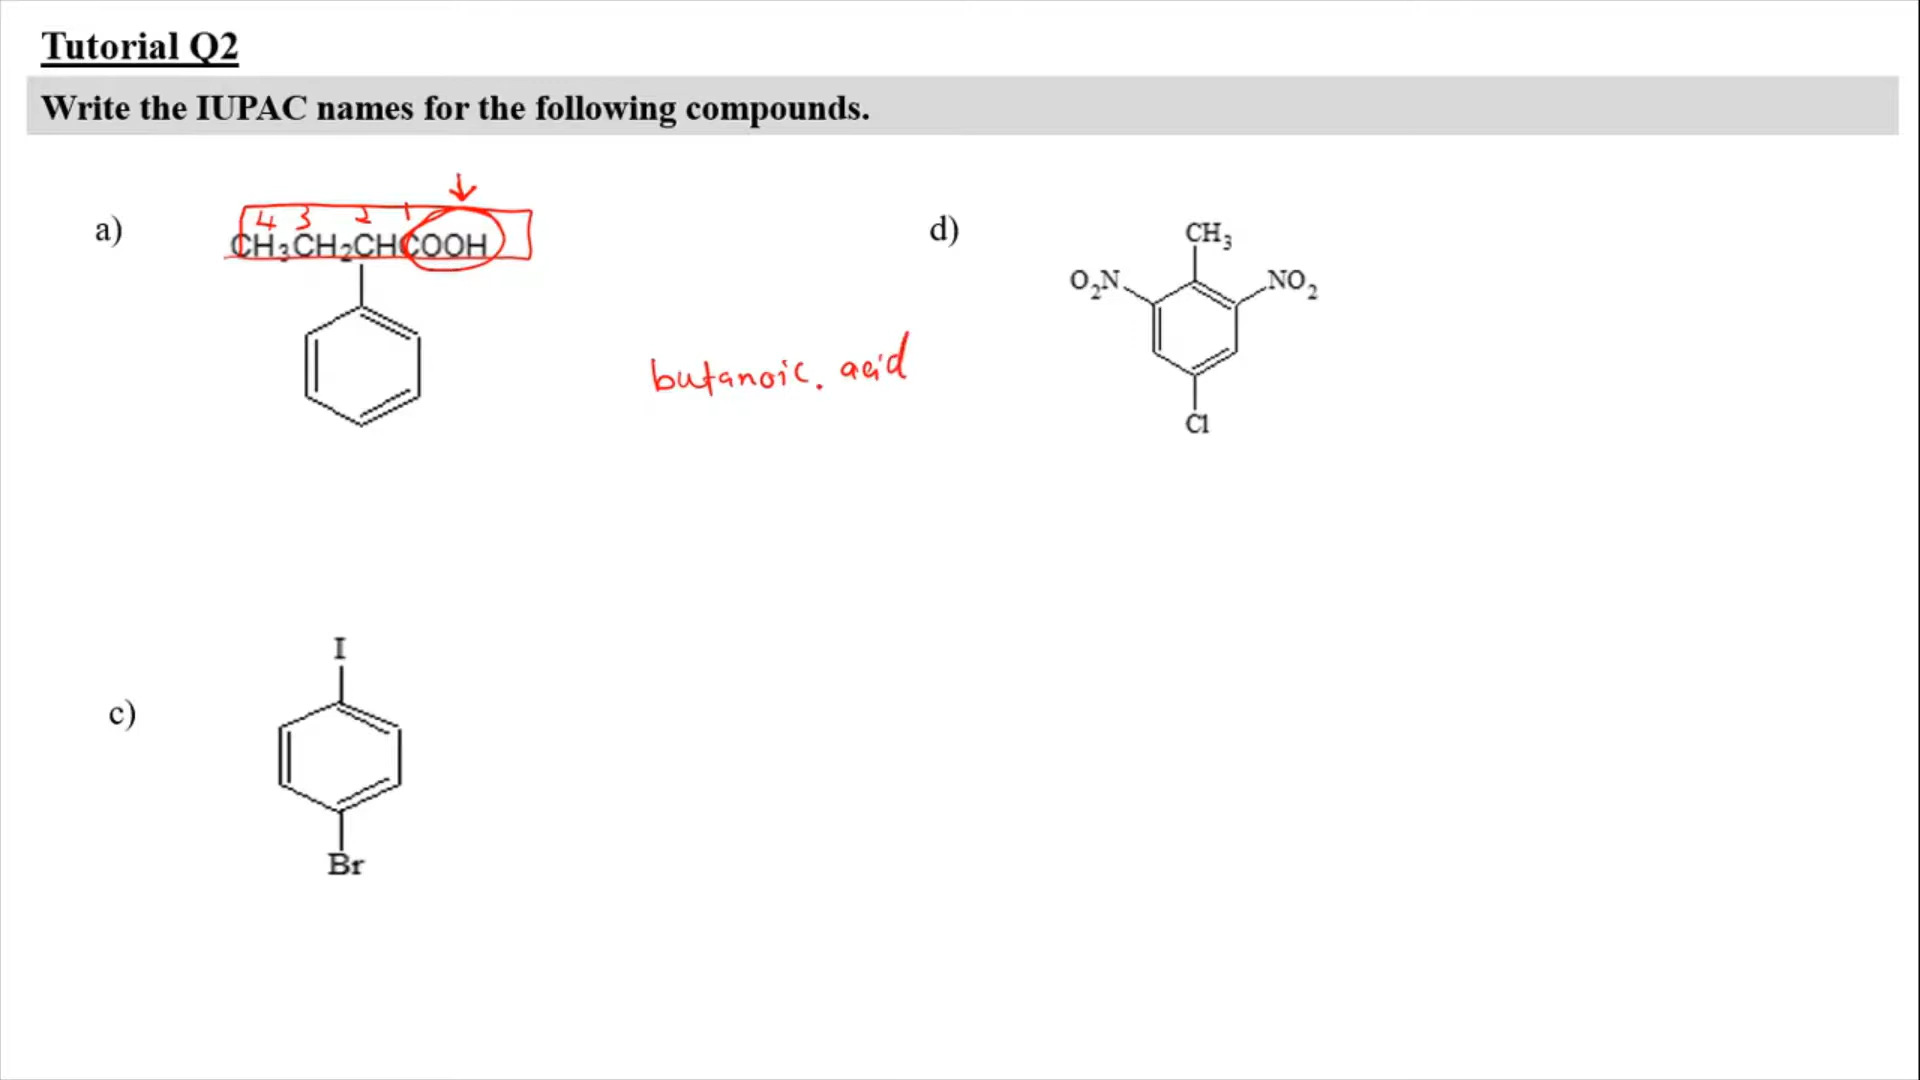 Tutorial Q2
Write the IUPAC names for the following compounds.
a)
4 3 2 1
CH₃CH₂CHCOOH
butanoic. acid
d)
CH₃
O₂N
NO₂
Cl
c)
I
Br